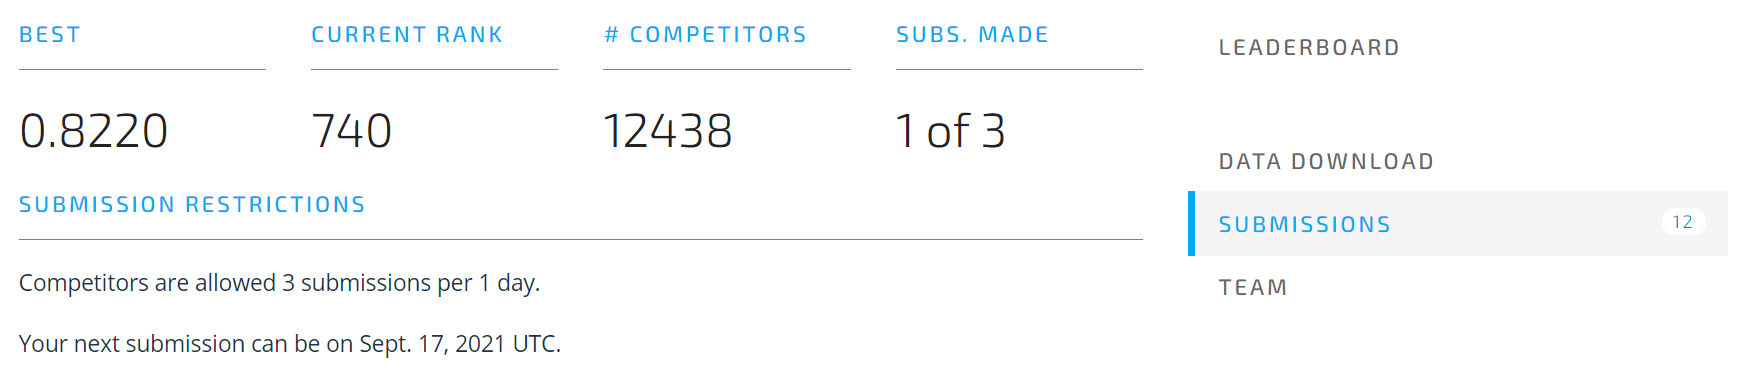 BEST
CURRENT RANK
# COMPETITORS
SUBS. MADE
0.8220
740
12438
1 of 3
SUBMISSION RESTRICTIONS
Competitors are allowed 3 submissions per 1 day.
Your next submission can be on Sept. 17, 2021 UTC.
LEADERBOARD
DATA DOWNLOAD
SUBMISSIONS 12
TEAM